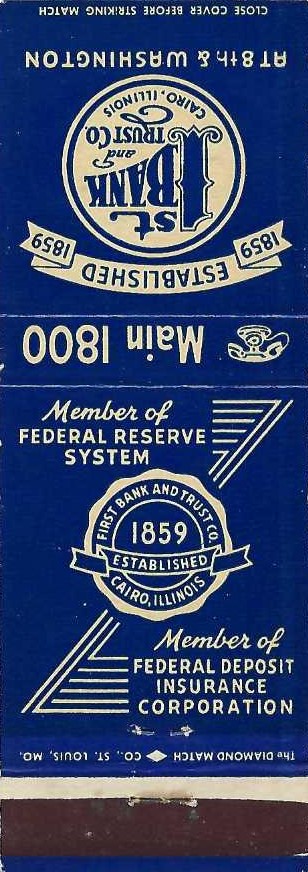 CLOSE COVER BEFORE STRIKING MATCH
AT 8th & WASHINGTON
1st
BANK
and
TRUST CO
CAIRO, ILLINOIS
1859 ESTABLISHED 1859
Main 1800
Member of
FEDERAL RESERVE
SYSTEM
FIRST BANK AND TRUST CO.
1859
ESTABLISHED
CAIRO, ILLINOIS
Member of
FEDERAL DEPOSIT
INSURANCE
CORPORATION
The DIAMOND MATCH CO., ST. LOUIS, MO.